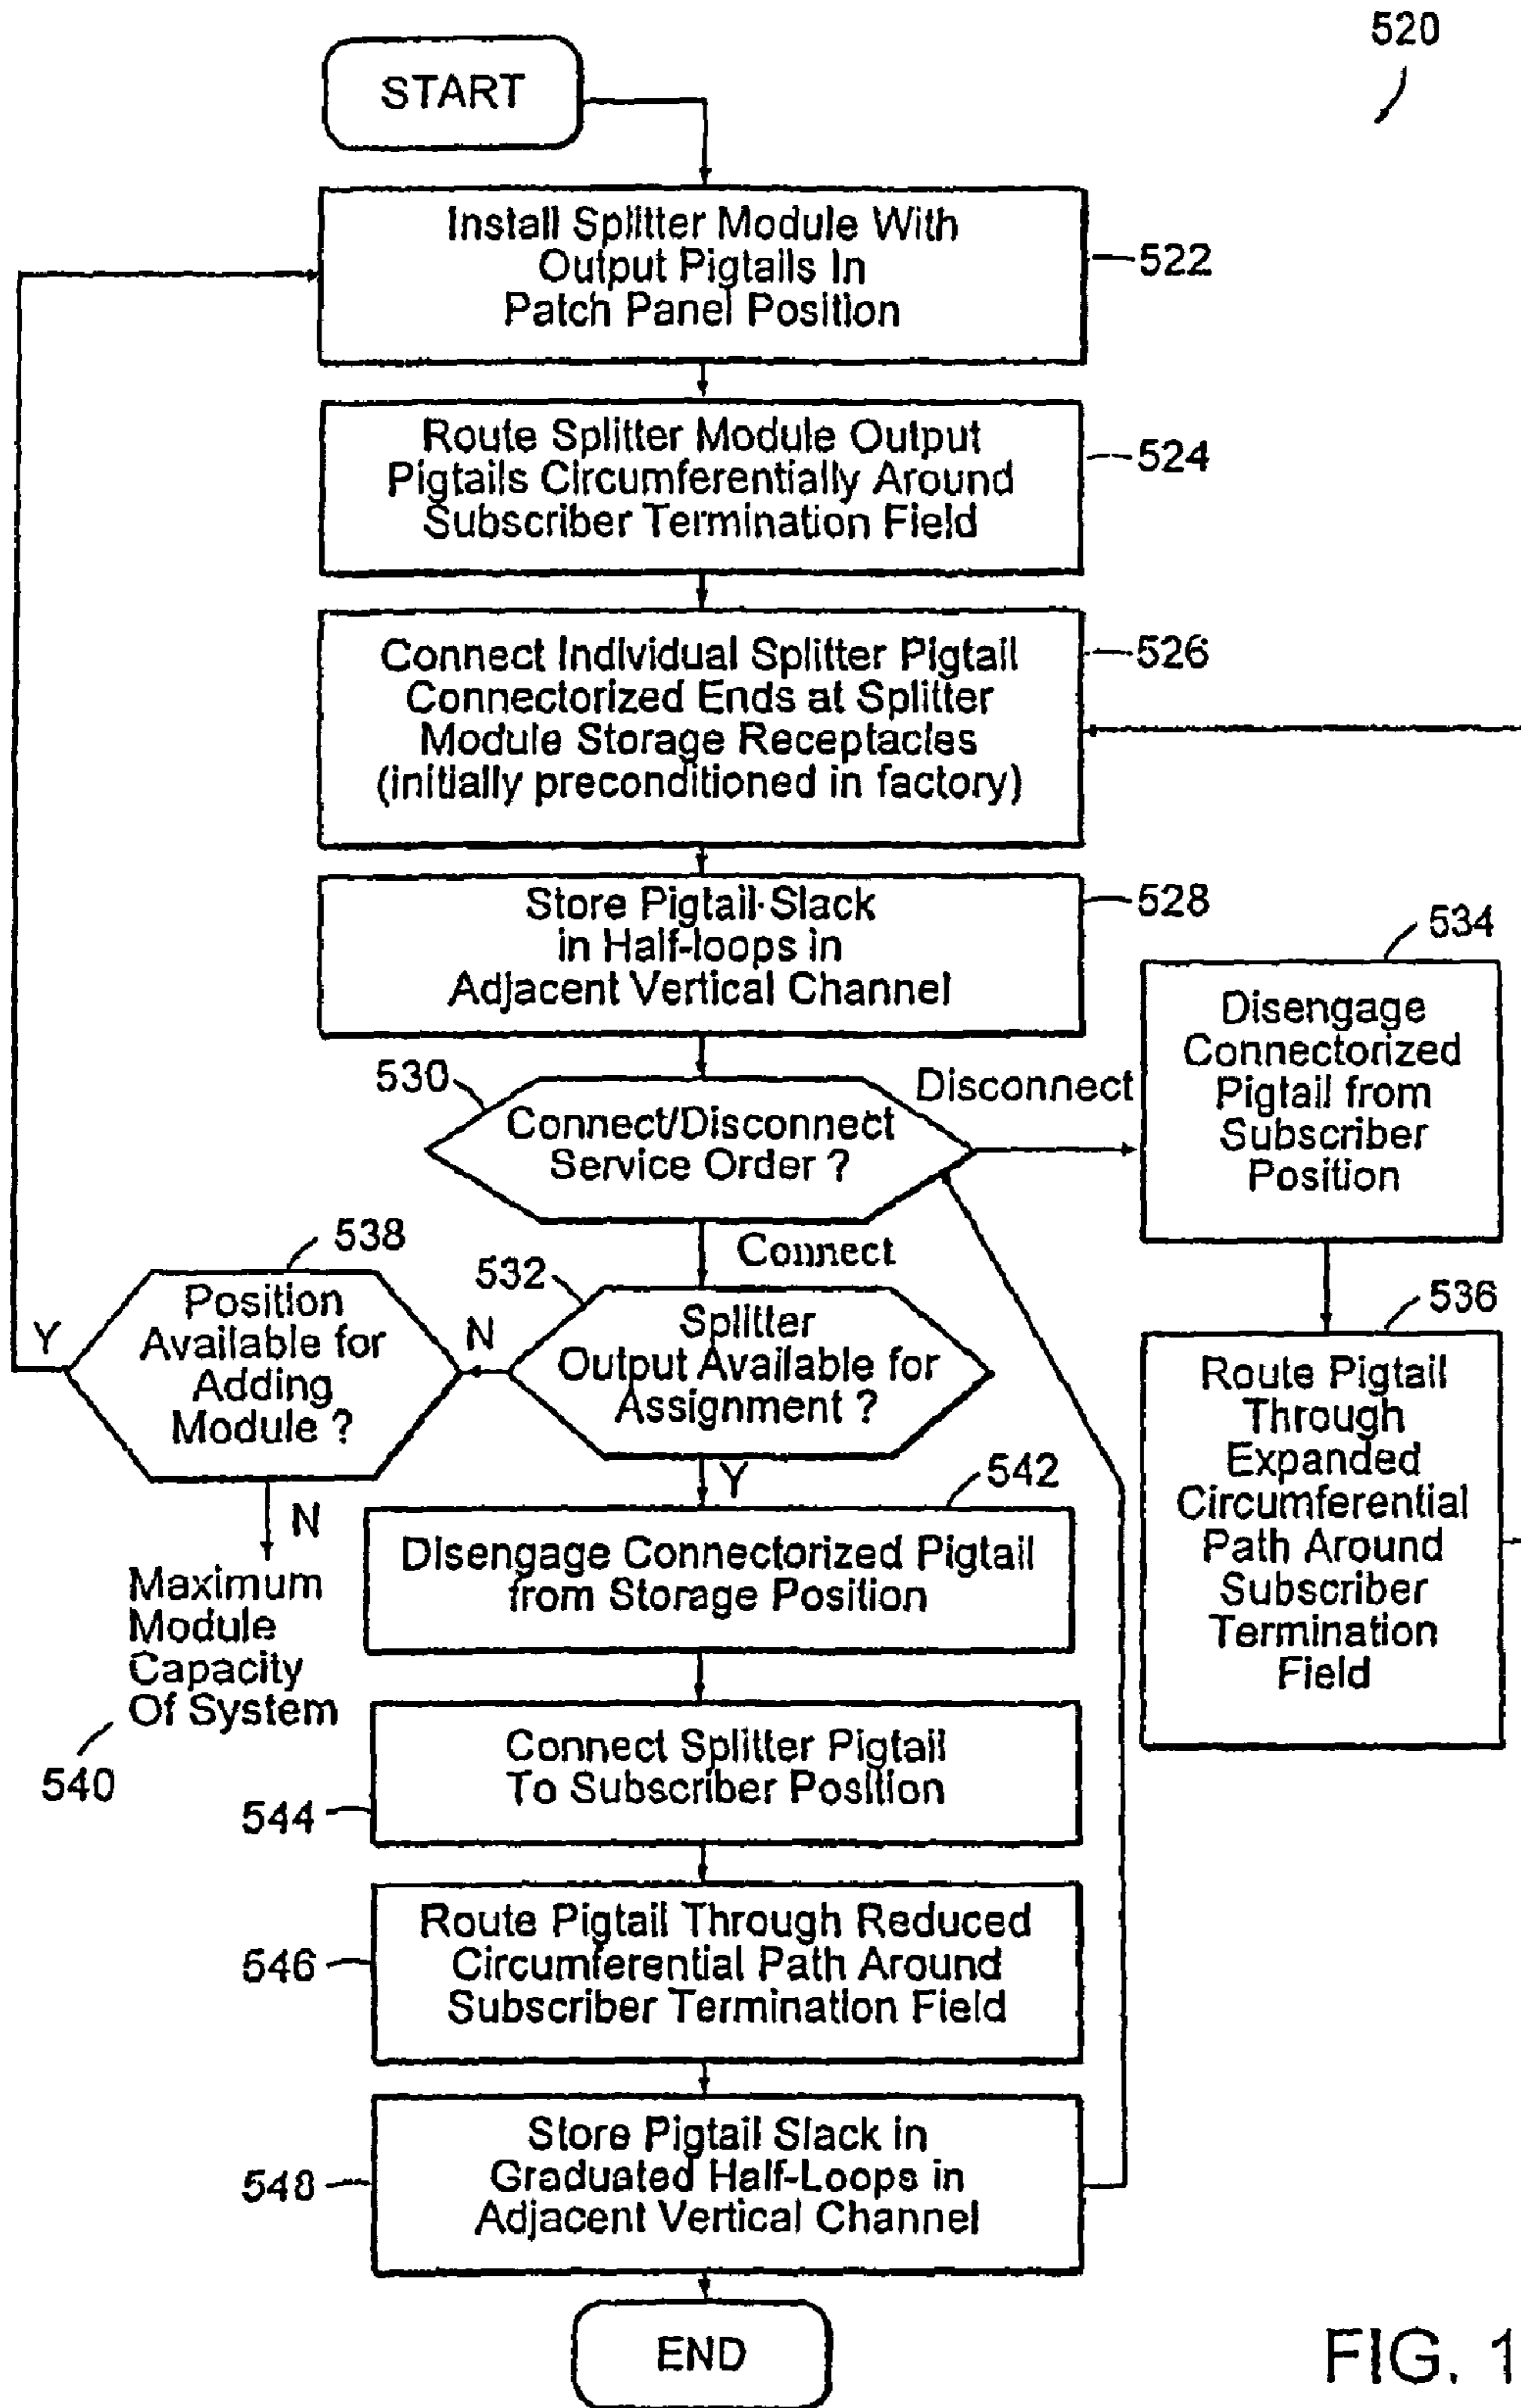 520
START
Install Splitter Module With
Output Pigtails In
Patch Panel Position
522
Route Splitter Module Output
Pigtails Circumferentially Around
Subscriber Termination Field
524
Connect Individual Splitter Pigtail
Connectorized Ends at Splitter
Module Storage Receptacles
(initially preconditioned in factory)
526
Store Pigtail Slack
in Half-loops in
Adjacent Vertical Channel
528
530
Connect/Disconnect
Service Order ?
Disconnect
534
Disengage
Connectorized
Pigtail from
Subscriber
Position
Connect
538
Position
Available for
Adding
Module ?
Y
N
532
Splitter
Output Available for
Assignment ?
536
Route Pigtail
Through
Expanded
Circumferential
Path Around
Subscriber
Termination
Field
N
Maximum
Module
Capacity
Of System
540
Y
542
Disengage Connectorized Pigtail
from Storage Position
Connect Splitter Pigtail
To Subscriber Position
544
Route Pigtail Through Reduced
Circumferential Path Around
Subscriber Termination Field
546
Store Pigtail Slack in
Graduated Half-Loops in
Adjacent Vertical Channel
548
END
FIG. 1